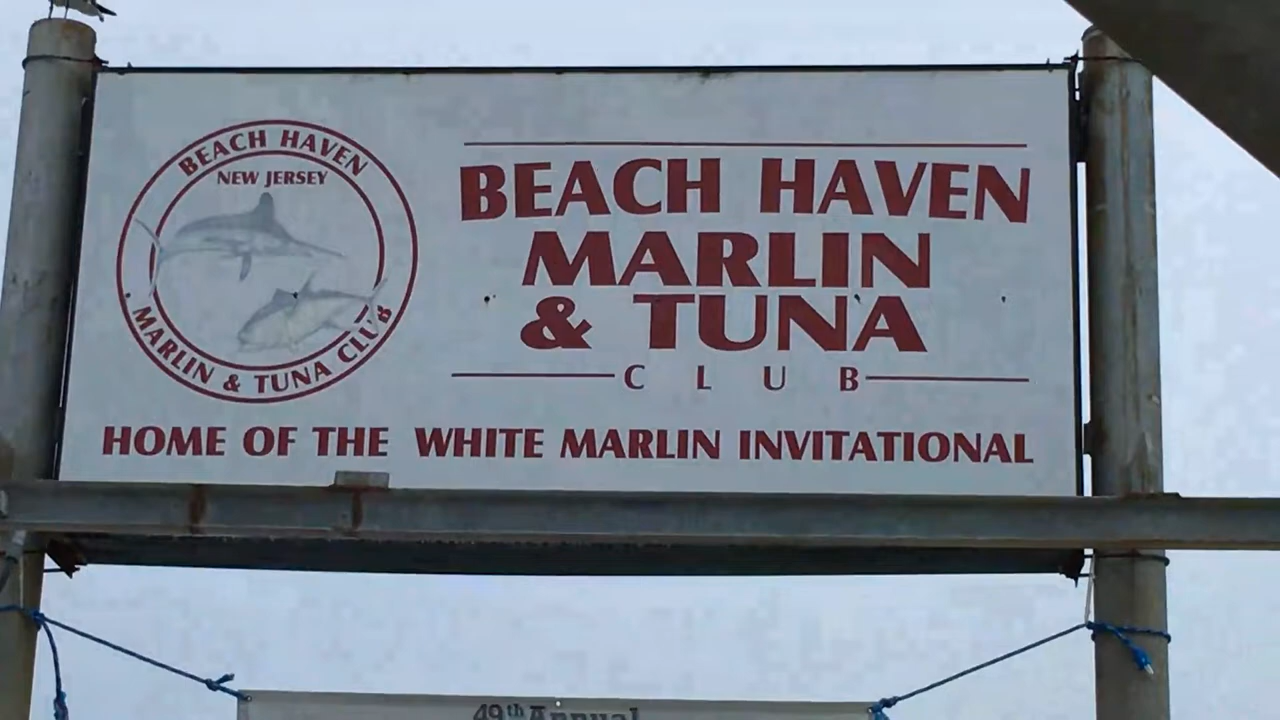 BEACH HAVEN
NEW JERSEY
MARLIN & TUNA CLUB
BEACH HAVEN
MARLIN
& TUNA
CLUB
HOME OF THE WHITE MARLIN INVITATIONAL
49th Annual